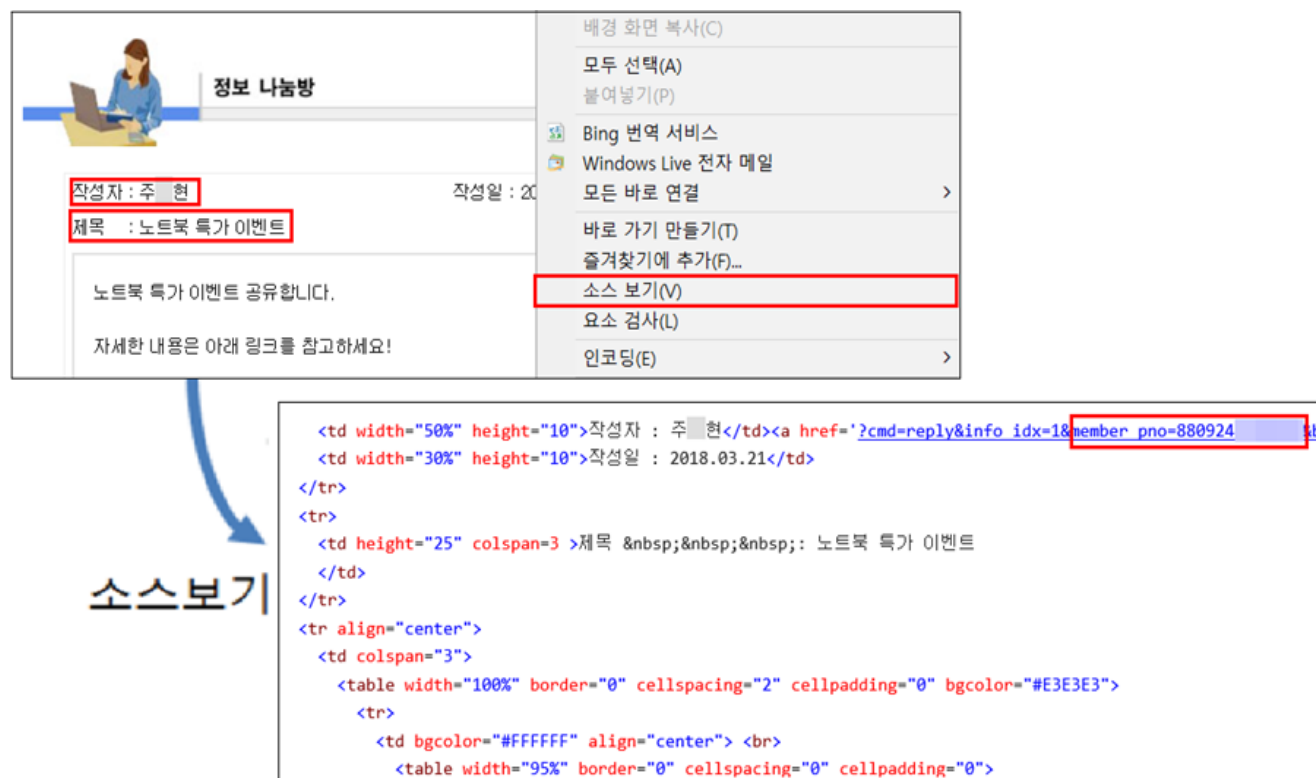 정보 나눔방
작성자 : 주 현
작성일 : 20
제목 : 노트북 특가 이벤트
노트북 특가 이벤트 공유합니다.
자세한 내용은 아래 링크를 참고하세요!
배경 화면 복사(C)
모두 선택(A)
붙여넣기(P)
Bing 번역 서비스
Windows Live 전자 메일
모든 바로 연결
바로 가기 만들기(T)
즐겨찾기에 추가(F)...
소스 보기(V)
요소 검사(L)
인코딩(E)
소스보기
<td width="50%" height="10">작성자 : 주 현</td><a href='?cmd=reply&info_idx=1&member_pno=880924 &b
<td width="30%" height="10">작성일 : 2018.03.21</td>
</tr>
<tr>
<td height="25" colspan=3 >제목 &nbsp;&nbsp;&nbsp;: 노트북 특가 이벤트
</td>
</tr>
<tr align="center">
<td colspan="3">
<table width="100%" border="0" cellspacing="2" cellpadding="0" bgcolor="#E3E3E3">
<tr>
<td bgcolor="#FFFFFF" align="center"> <br>
<table width="95%" border="0" cellspacing="0" cellpadding="0">